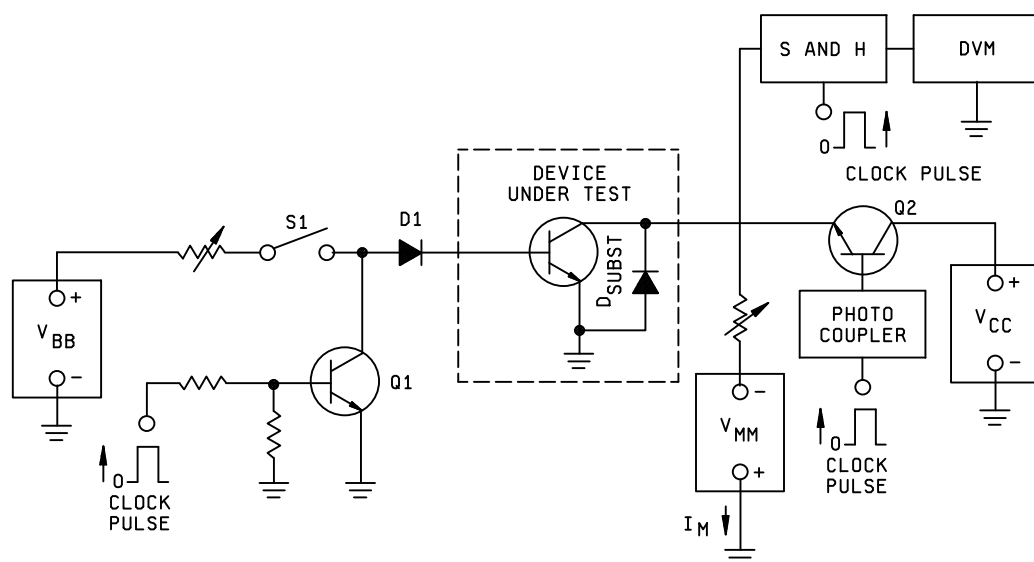 S AND H
DVM
0
CLOCK PULSE
DEVICE
UNDER TEST
Q2
S1
D1
DSUBST
+
VBB
−
+
VCC
−
PHOTO
COUPLER
Q1
−
VMM
+
0
CLOCK
PULSE
0
CLOCK
PULSE
IM